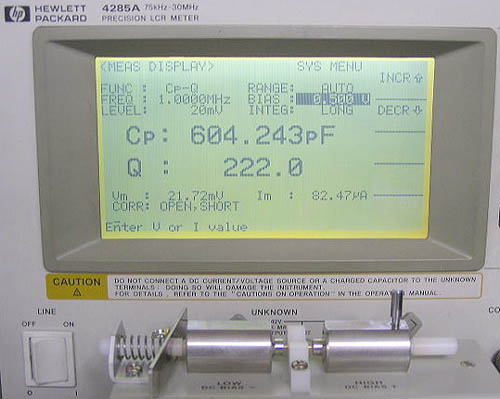 hp HEWLETT PACKARD 4285A 75kHz-30MHz PRECISION LCR METER
<MEAS DISPLAY> SYS MENU
INCR⇧
FUNC : Cp-Q RANGE: AUTO
FREQ : 1.0000MHz BIAS : 0.500 V
LEVEL: 20mV INTEG: LONG DECR⇩
Cp: 604.243pF
Q : 222.0
Vm : 21.72mV Im : 82.47µA
CORR: OPEN,SHORT
Enter V or I value
CAUTION
DO NOT CONNECT A DC CURRENT/VOLTAGE SOURCE OR A CHARGED CAPACITOR TO THE UNKNOWN
TERMINALS: DOING SO WILL DAMAGE THE INSTRUMENT.
FOR DETAILS, REFER TO THE "CAUTIONS ON OPERATION" IN THE OPERATION MANUAL.
LINE
OFF ON
UNKNOWN
42V
LOW
DC BIAS −
HIGH
DC BIAS +
O I